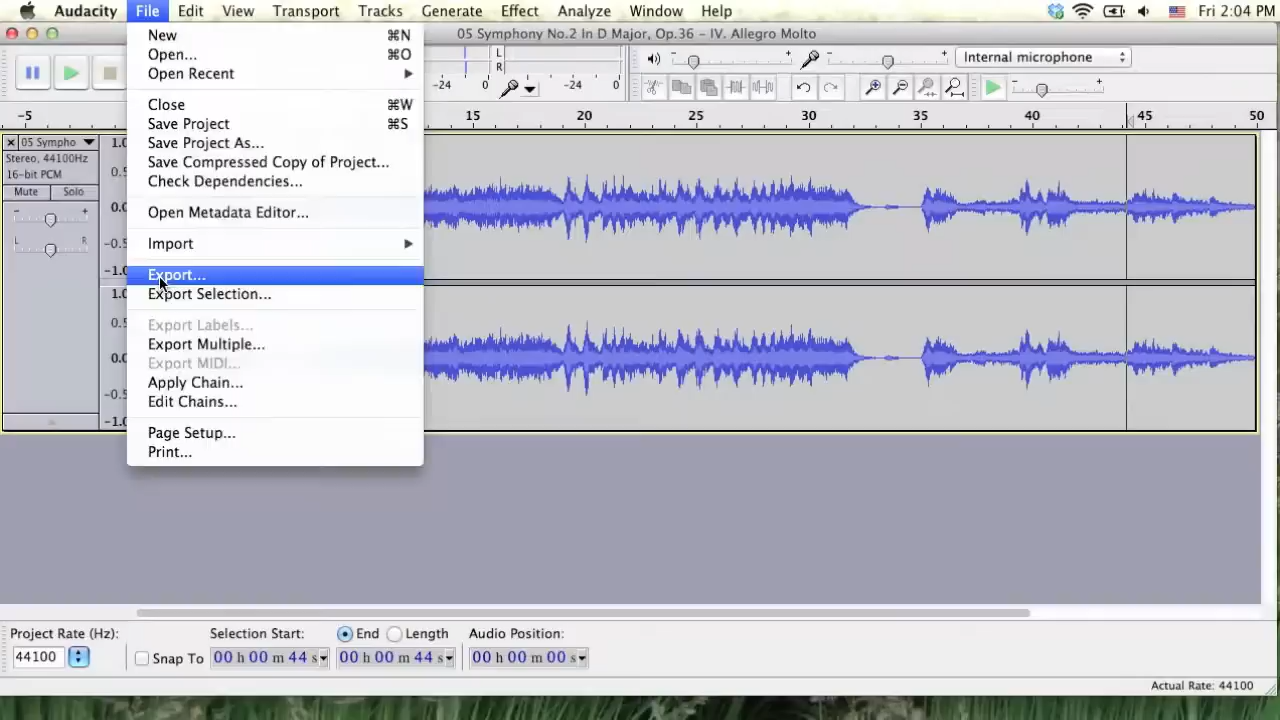 Audacity File Edit View Transport Tracks Generate Effect Analyze Window Help Fri 2:04 PM
05 Symphony No.2 In D Major, Op.36 - IV. Allegro Molto
New ⌘N
Open... ⌘O
Open Recent
Close ⌘W
Save Project ⌘S
Save Project As...
Save Compressed Copy of Project...
Check Dependencies...
Open Metadata Editor...
Import
Export...
Export Selection...
Export Labels...
Export Multiple...
Export MIDI...
Apply Chain...
Edit Chains...
Page Setup...
Print...
L
R
-24 0 -24 0
Internal microphone
-5 15 20 25 30 35 40 45 50
05 Sympho
Stereo, 44100Hz
16-bit PCM
Mute Solo
- +
L R
1.0
0.5
0.0
-0.5
-1.0
1.0
0.5
0.0
-0.5
-1.0
Project Rate (Hz): Selection Start: End Length Audio Position:
44100 Snap To 00 h 00 m 44 s 00 h 00 m 44 s 00 h 00 m 00 s
Actual Rate: 44100